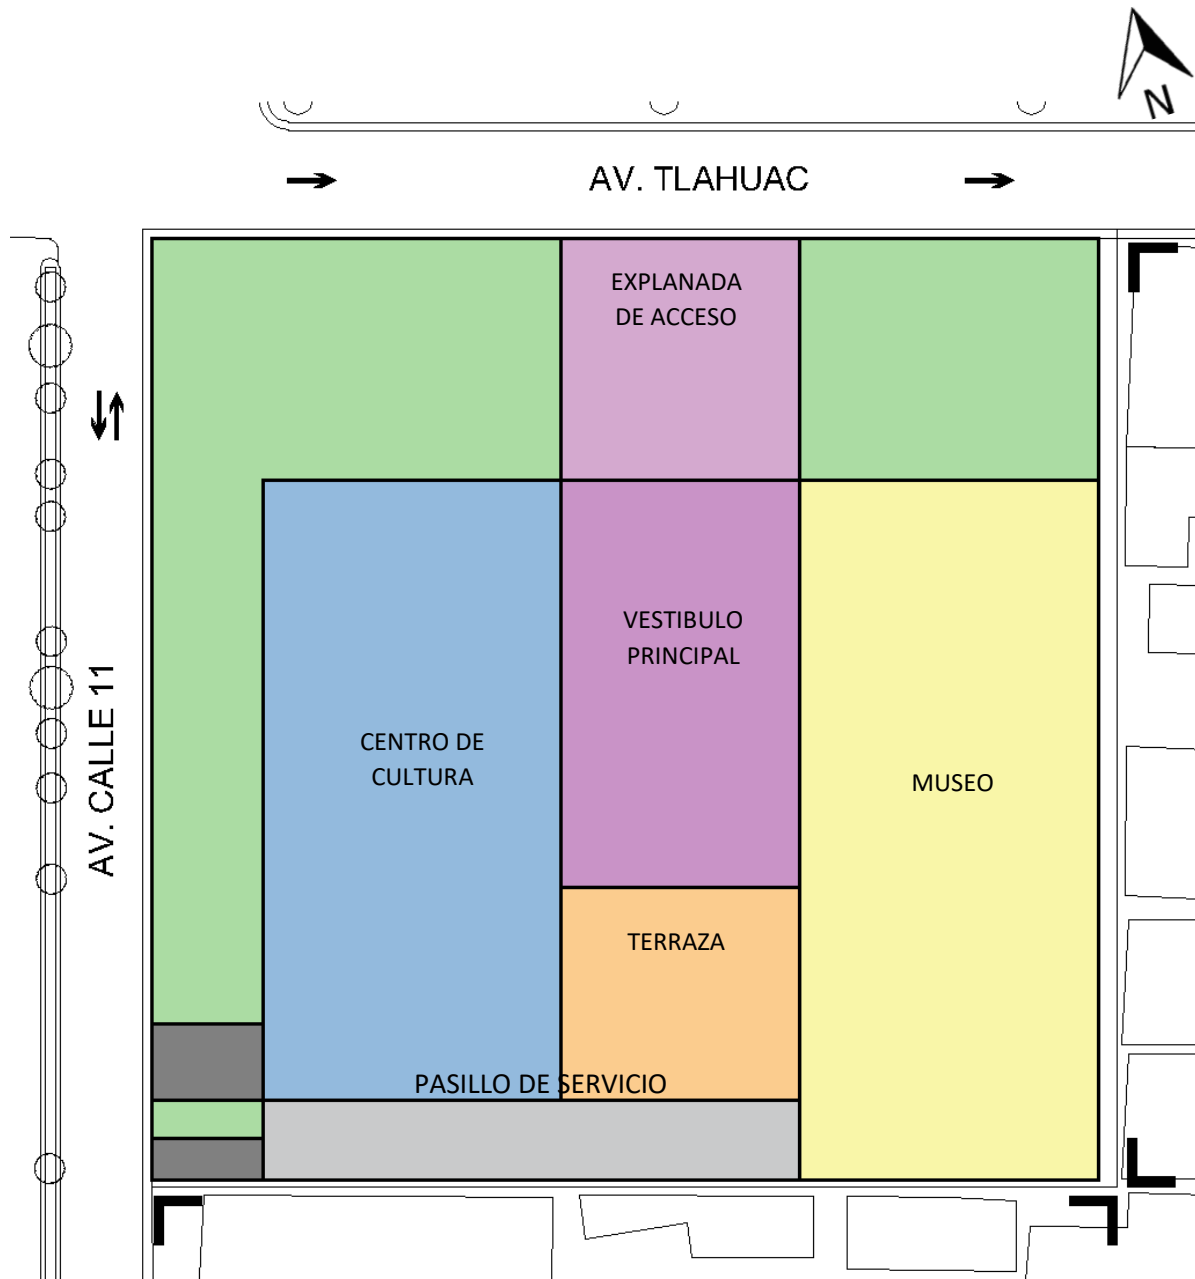 N
AV. TLAHUAC
EXPLANADA
DE ACCESO
VESTIBULO
PRINCIPAL
AV. CALLE 11
CENTRO DE
CULTURA
MUSEO
TERRAZA
PASILLO DE SERVICIO